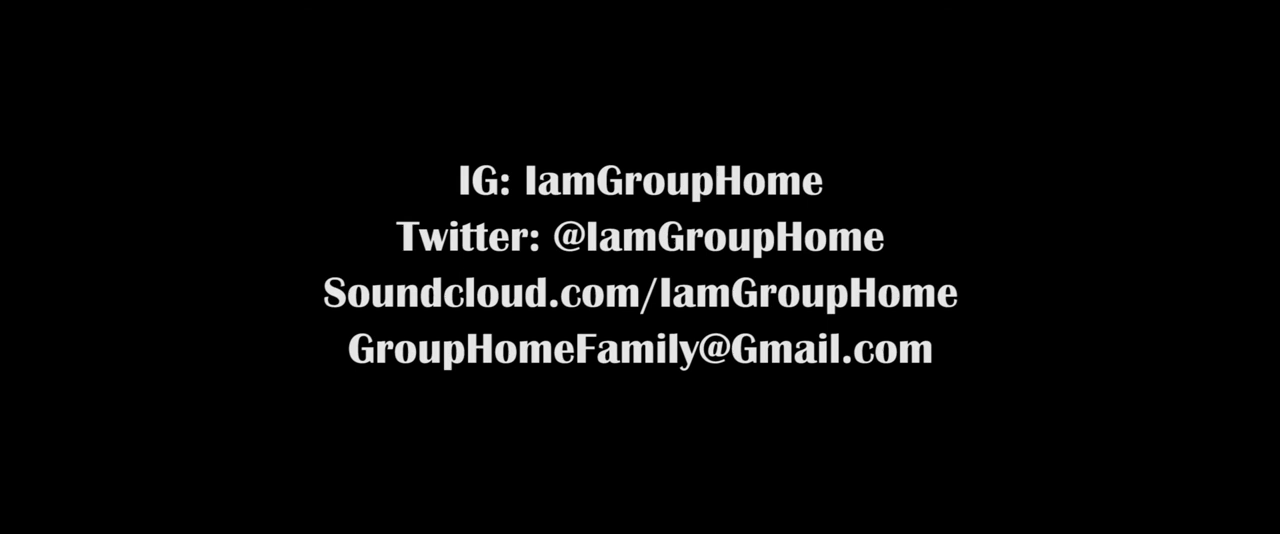 IG: IamGroupHome
Twitter: @IamGroupHome
Soundcloud.com/IamGroupHome
GroupHomeFamily@Gmail.com